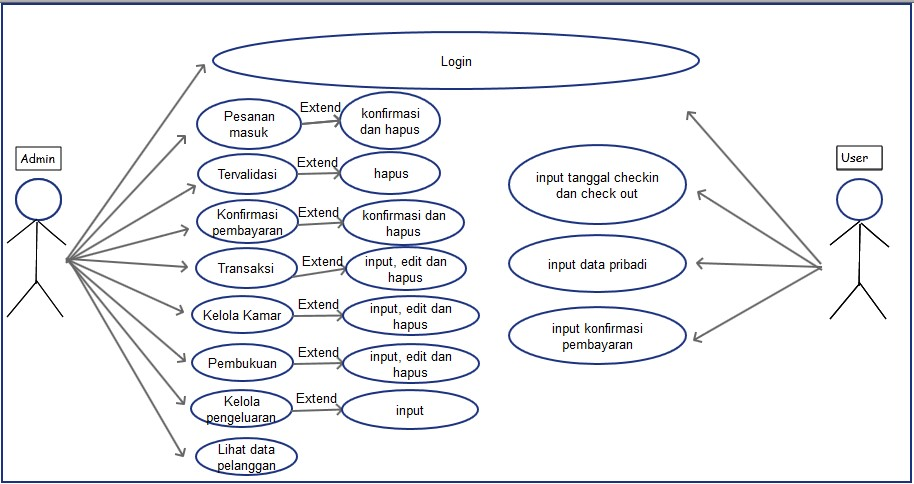 Login
Admin
User
Pesanan
masuk
Extend
konfirmasi
dan hapus
Tervalidasi
Extend
hapus
Konfirmasi
pembayaran
Extend
konfirmasi dan
hapus
Transaksi
Extend
input, edit dan
hapus
Kelola Kamar
Extend
input, edit dan
hapus
Pembukuan
Extend
input, edit dan
hapus
Kelola
pengeluaran
Extend
input
Lihat data
pelanggan
input tanggal checkin
dan check out
input data pribadi
input konfirmasi
pembayaran